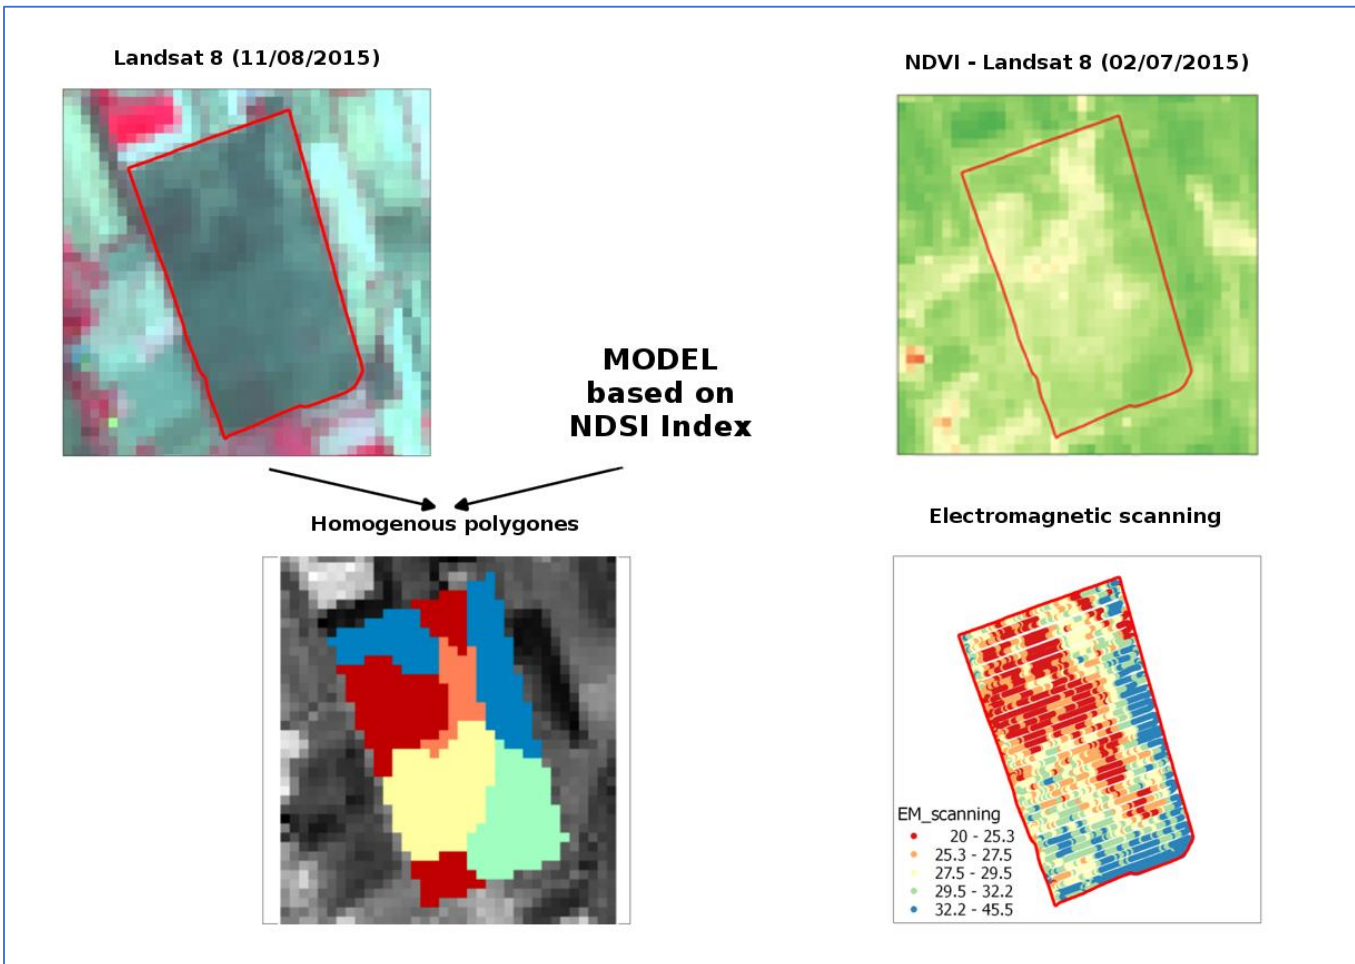 Landsat 8 (11/08/2015)
NDVI - Landsat 8 (02/07/2015)
MODEL
based on
NDSI Index
Homogenous polygones
Electromagnetic scanning
EM_scanning
20 - 25.3
25.3 - 27.5
27.5 - 29.5
29.5 - 32.2
32.2 - 45.5